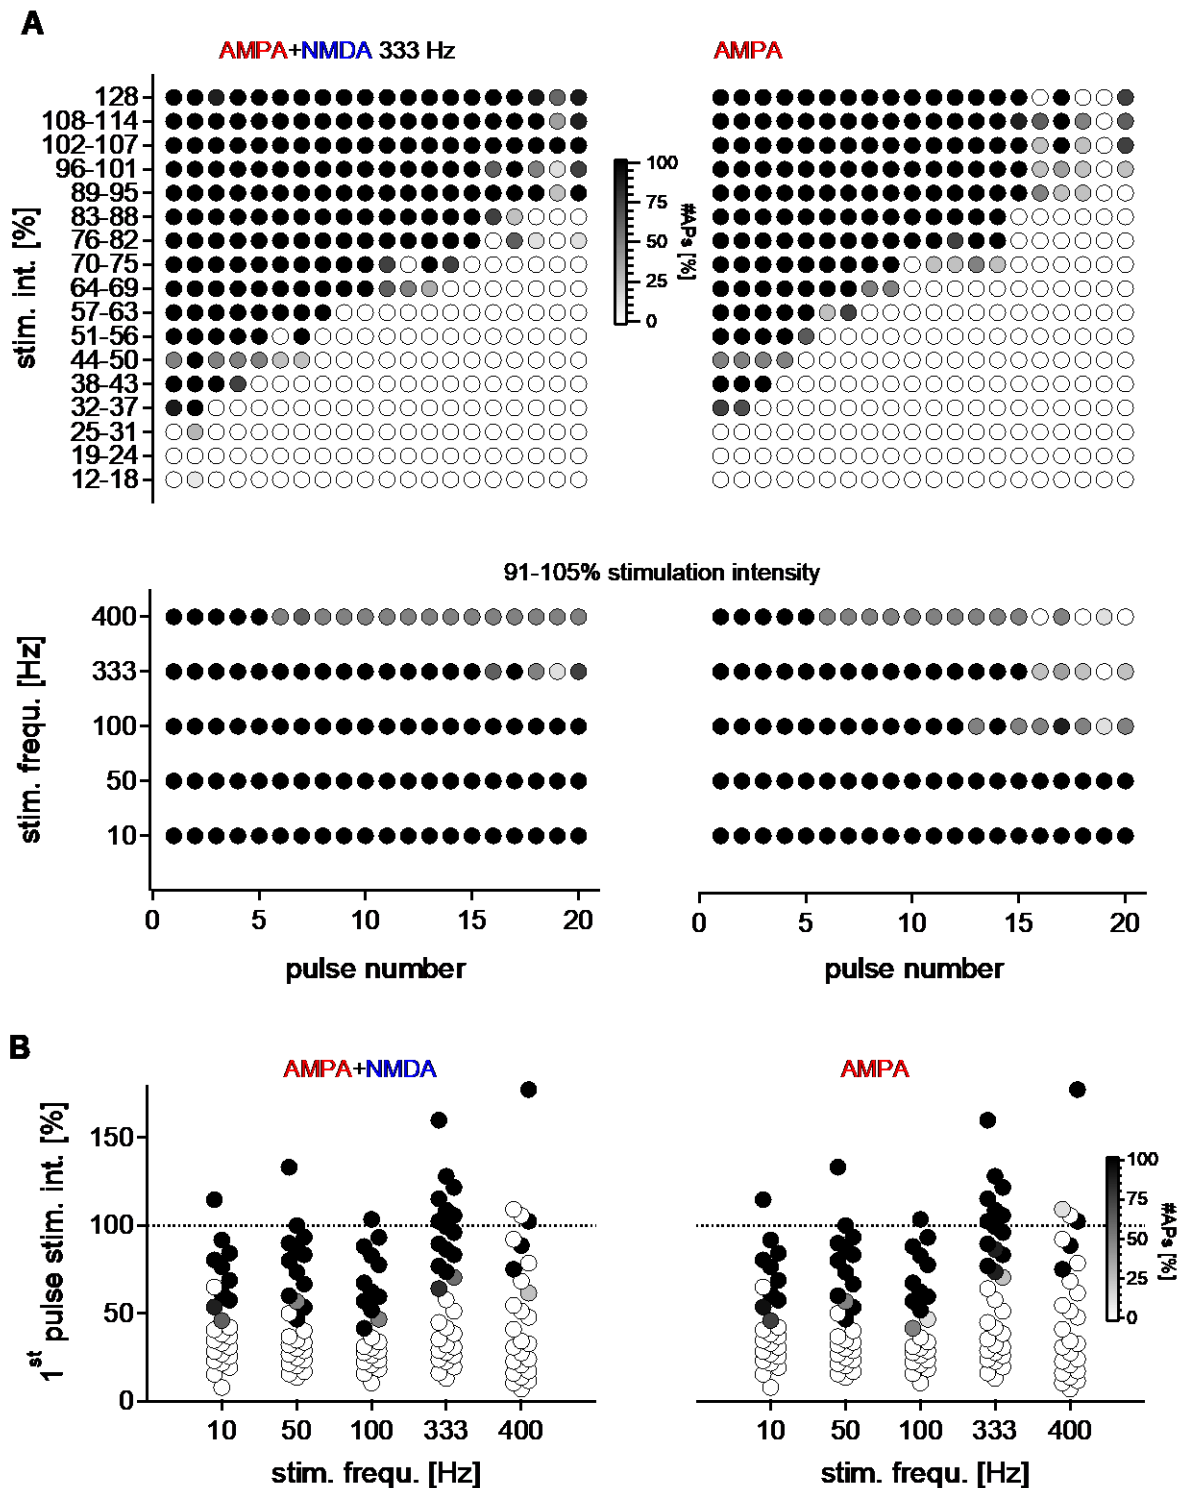 A
AMPA+NMDA 333 Hz
AMPA
stim. int. [%]
128
108-114
102-107
96-101
89-95
83-88
76-82
70-75
64-69
57-63
51-56
44-50
38-43
32-37
25-31
19-24
12-18
100
75
50
25
0
#APs [%]
91-105% stimulation intensity
stim. frequ. [Hz]
400
333
100
50
10
0 5 10 15 20
0 5 10 15 20
pulse number
pulse number
B
AMPA+NMDA
AMPA
1st pulse stim. int. [%]
150
100
50
0
100
75
50
25
0
#APs [%]
10 50 100 333 400
10 50 100 333 400
stim. frequ. [Hz]
stim. frequ. [Hz]